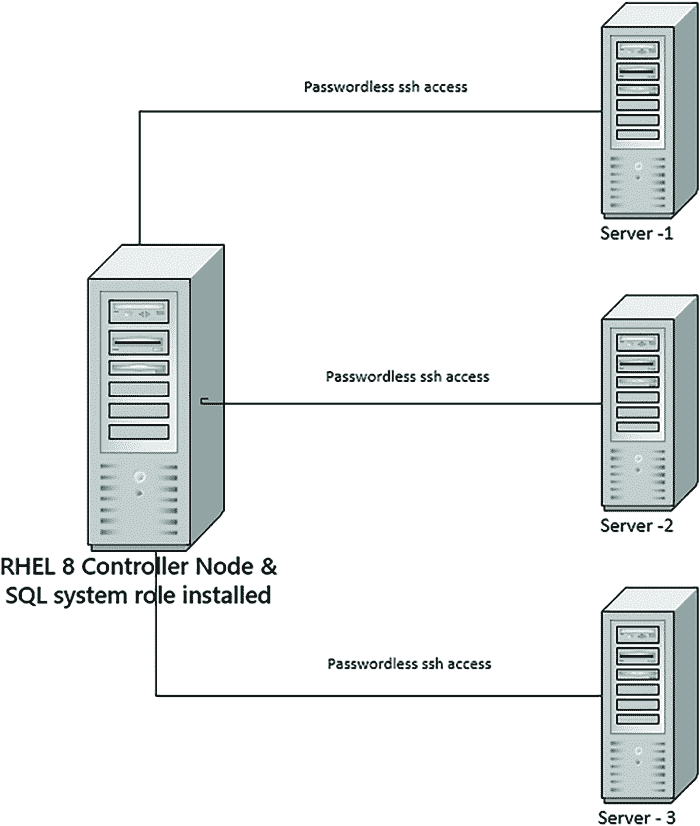 Passwordless ssh access
Server -1
Passwordless ssh access
Server -2
RHEL 8 Controller Node &
SQL system role installed
Passwordless ssh access
Server - 3